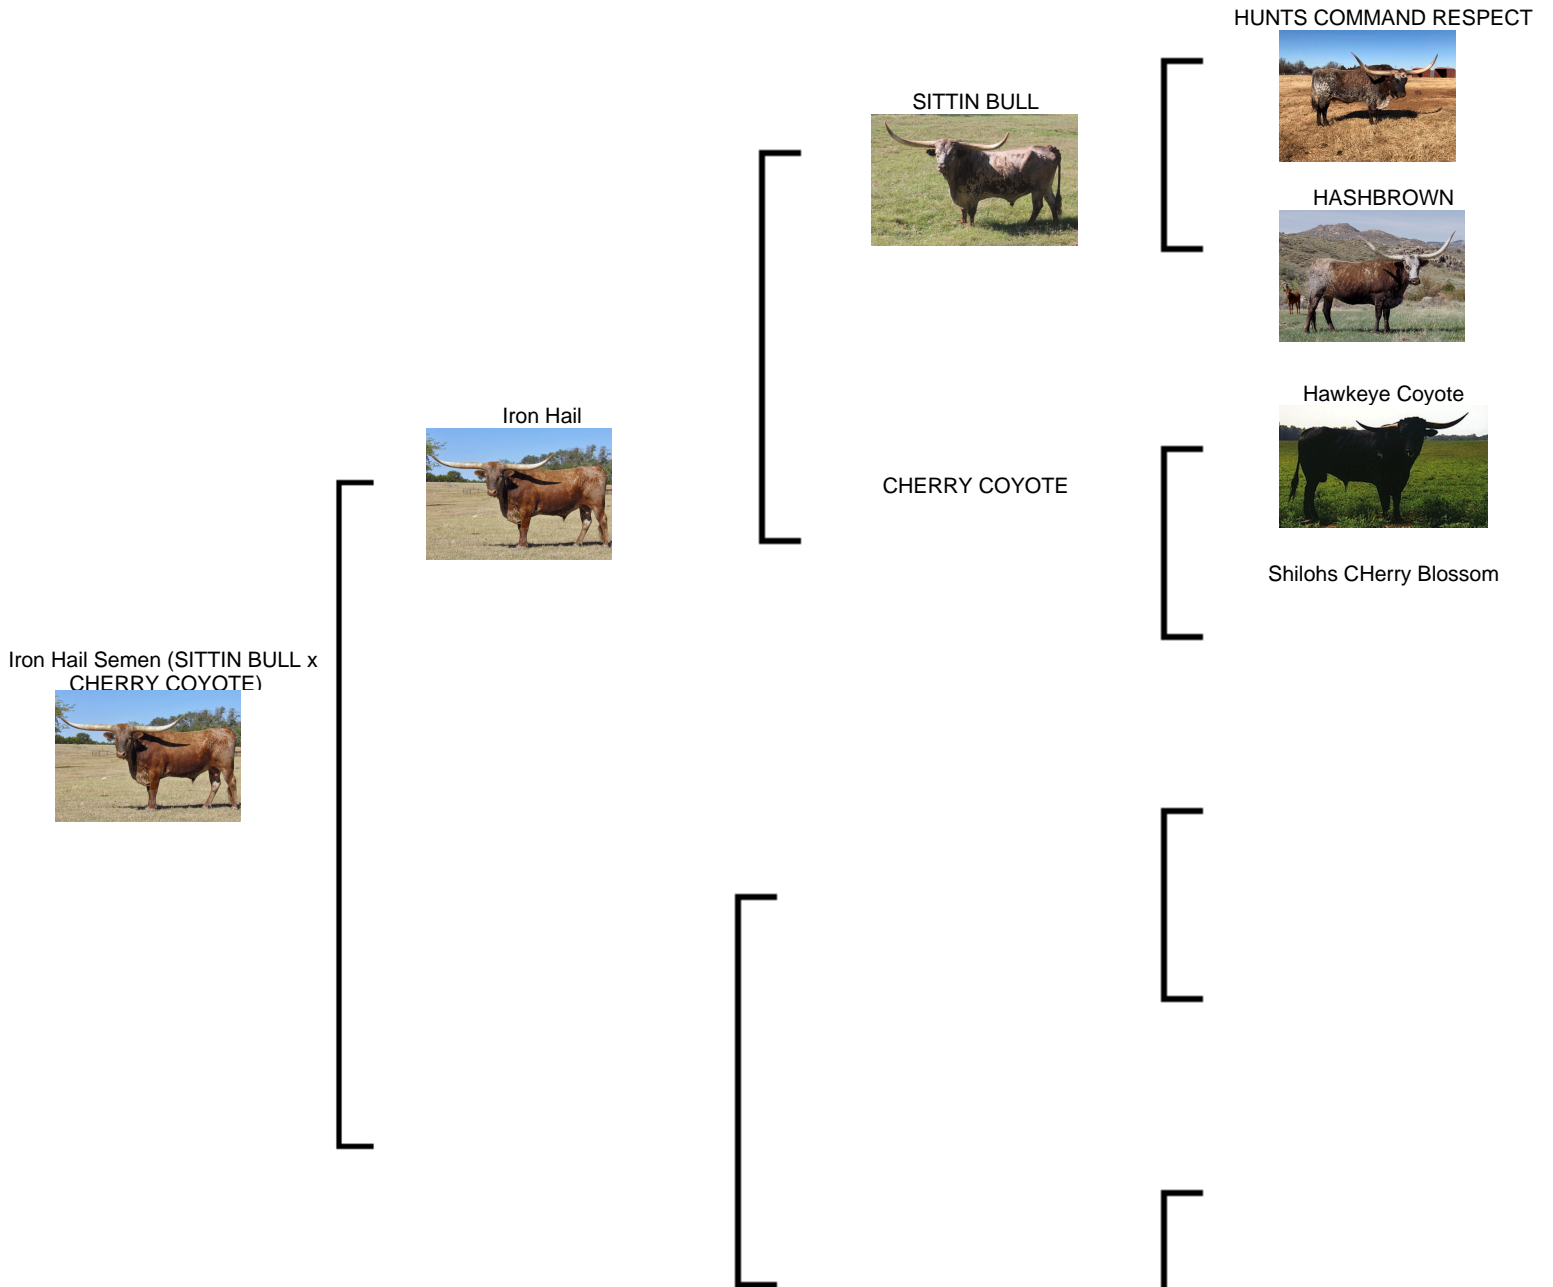 HUNTS COMMAND RESPECT
SITTIN BULL
HASHBROWN
Hawkeye Coyote
Iron Hail
CHERRY COYOTE
Shilohs CHerry Blossom
Iron Hail Semen (SITTIN BULL x
CHERRY COYOTE)